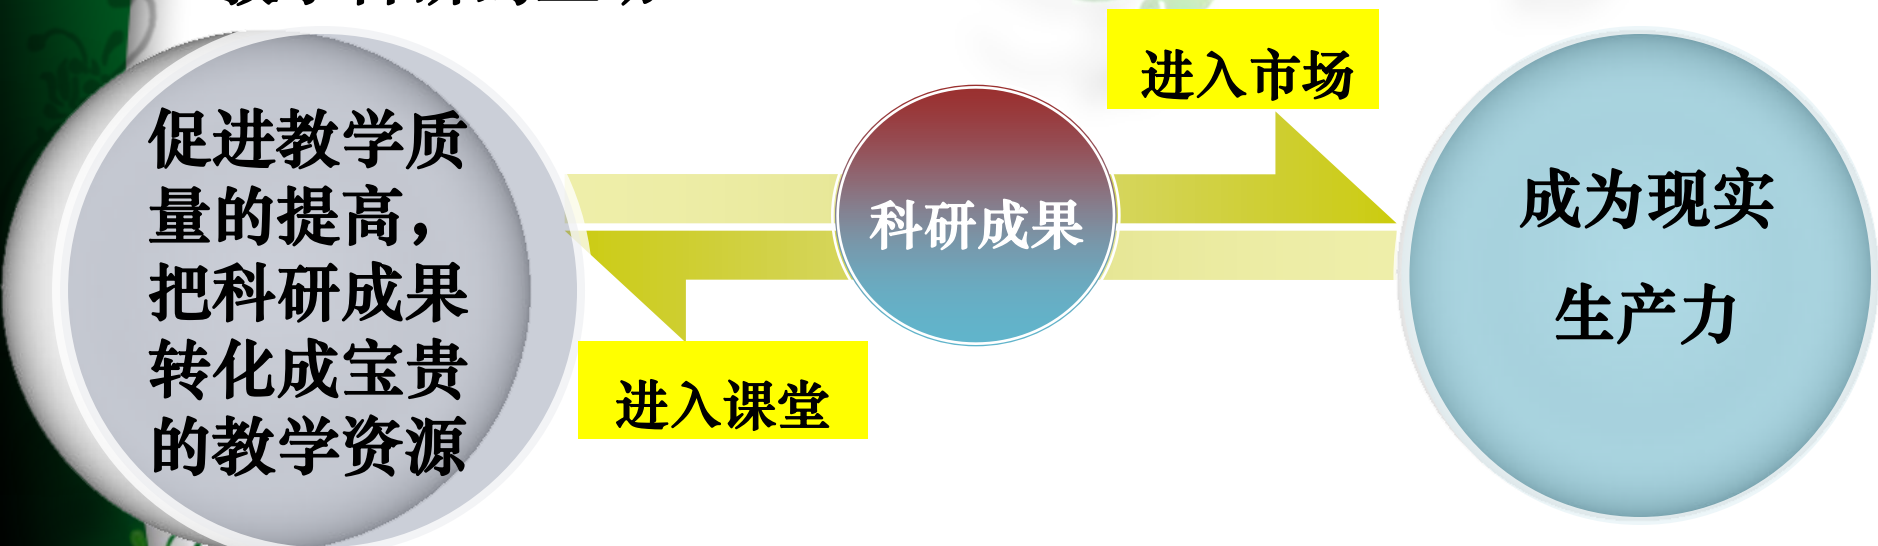 促进教学质
量的提高，
把科研成果
转化成宝贵
的教学资源
进入课堂
科研成果
进入市场
成为现实
生产力